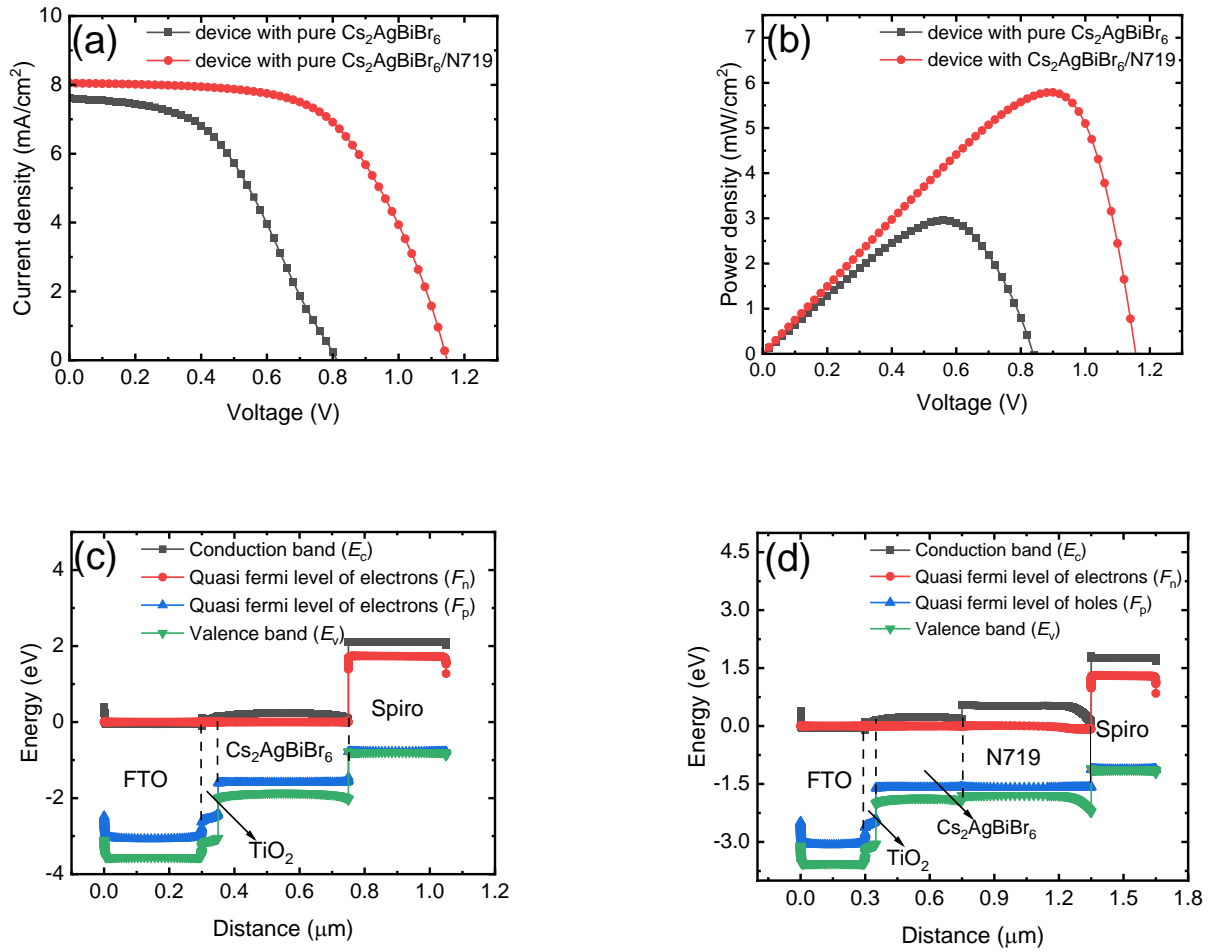 (a)
device with pure Cs₂AgBiBr₆
device with pure Cs₂AgBiBr₆/N719
Current density (mA/cm²)
10
8
6
4
2
0
0.0 0.2 0.4 0.6 0.8 1.0 1.2
Voltage (V)
(b)
device with pure Cs₂AgBiBr₆
device with Cs₂AgBiBr₆/N719
Power density (mW/cm²)
7
6
5
4
3
2
1
0
0.0 0.2 0.4 0.6 0.8 1.0 1.2
Voltage (V)
(c)
Conduction band (E_c)
Quasi fermi level of electrons (F_n)
Quasi fermi level of electrons (F_p)
Valence band (E_v)
Energy (eV)
4
2
0
-2
-4
Spiro
Cs₂AgBiBr₆
FTO
TiO₂
0.0 0.2 0.4 0.6 0.8 1.0 1.2
Distance (μm)
(d)
Conduction band (E_c)
Quasi fermi level of electrons (F_n)
Quasi fermi level of holes (F_p)
Valence band (E_v)
Energy (eV)
4.5
3.0
1.5
0.0
-1.5
-3.0
Spiro
N719
FTO
Cs₂AgBiBr₆
TiO₂
0.0 0.3 0.6 0.9 1.2 1.5 1.8
Distance (μm)